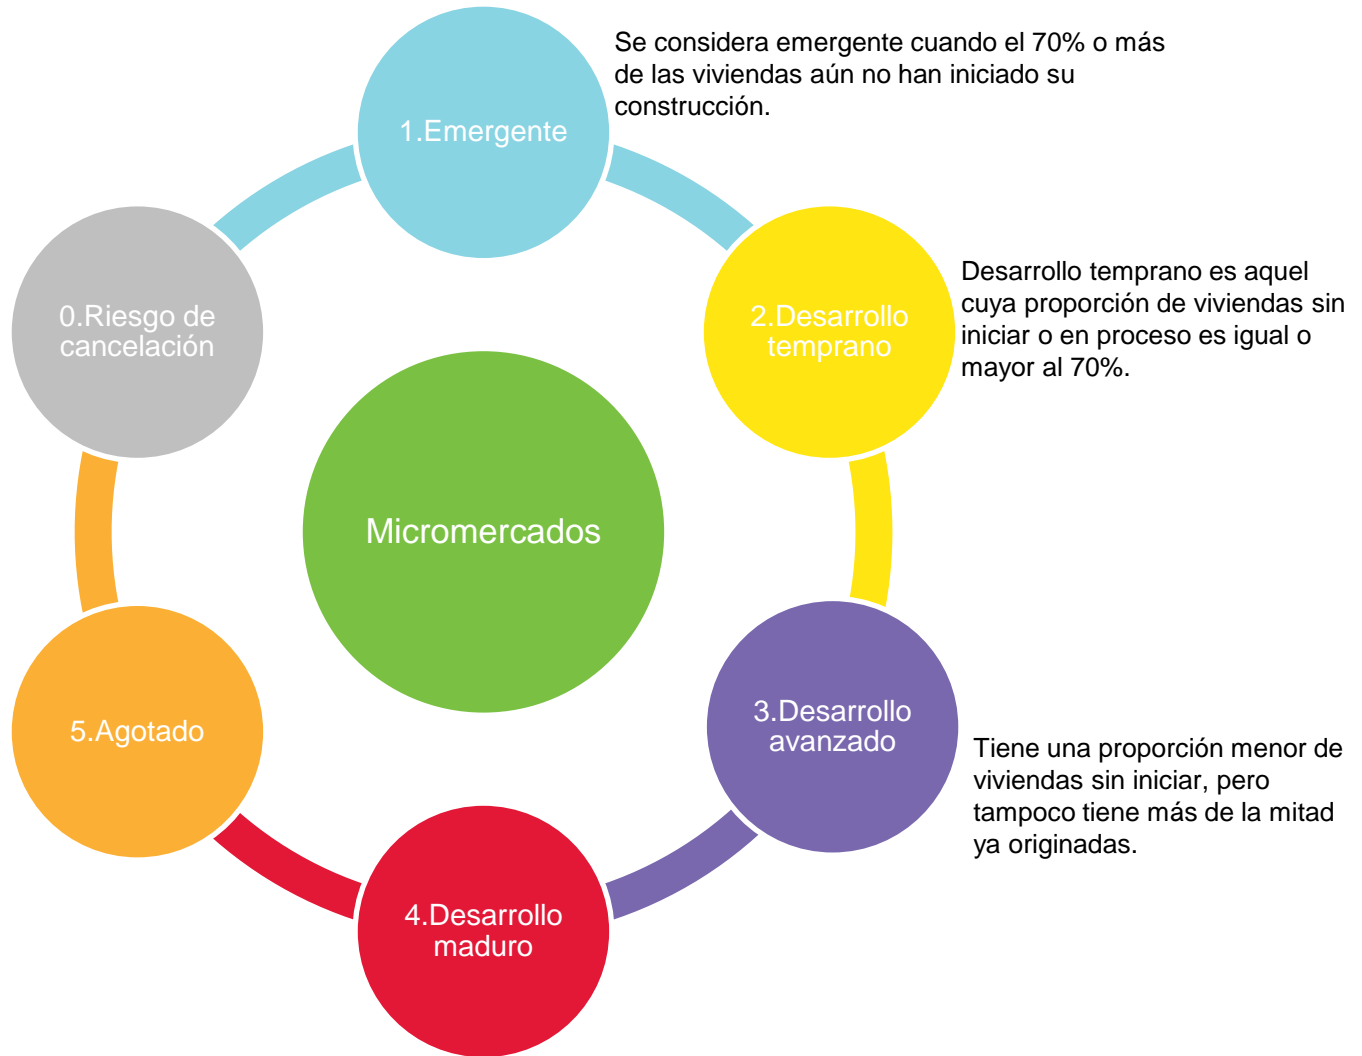 Se considera emergente cuando el 70% o más
de las viviendas aún no han iniciado su
construcción.
1.Emergente
Desarrollo temprano es aquel
cuya proporción de viviendas sin
iniciar o en proceso es igual o
mayor al 70%.
2.Desarrollo
temprano
0.Riesgo de
cancelación
Micromercados
3.Desarrollo
avanzado
Tiene una proporción menor de
viviendas sin iniciar, pero
tampoco tiene más de la mitad
ya originadas.
5.Agotado
4.Desarrollo
maduro